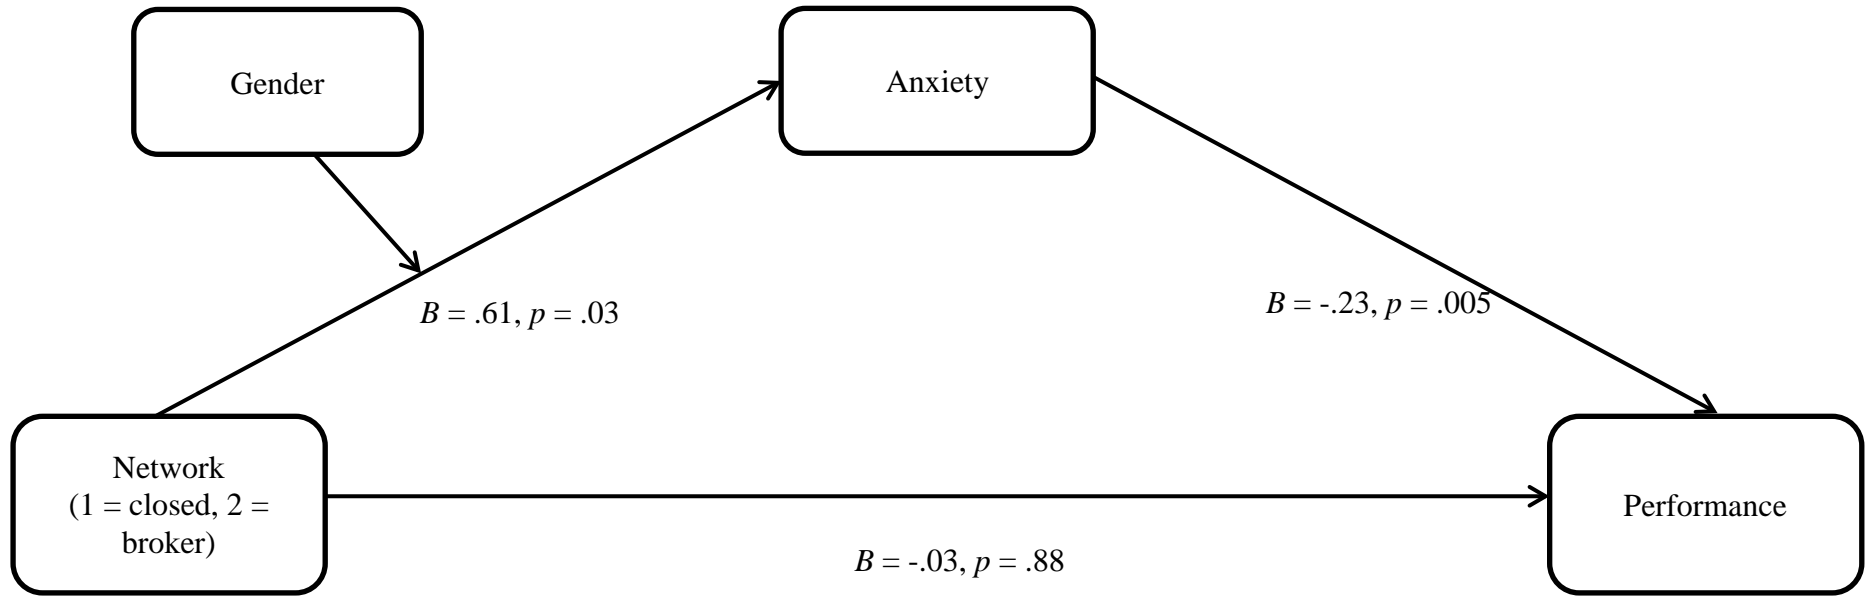 Gender
Anxiety
B = .61, p = .03
B = -.23, p = .005
Network
(1 = closed, 2 =
broker)
Performance
B = -.03, p = .88